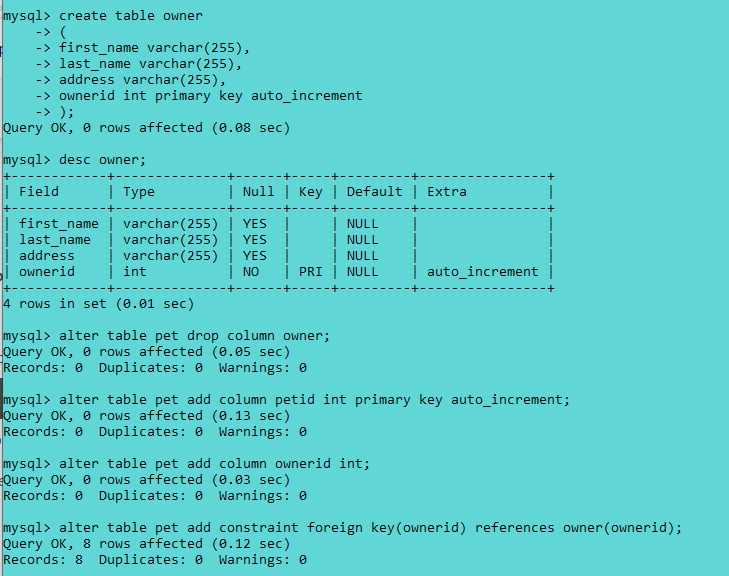 mysql> create table owner
    -> (
    -> first_name varchar(255),
    -> last_name varchar(255),
    -> address varchar(255),
    -> ownerid int primary key auto_increment
    -> );
Query OK, 0 rows affected (0.08 sec)

mysql> desc owner;
+------------+--------------+------+-----+---------+----------------+
| Field      | Type         | Null | Key | Default | Extra          |
+------------+--------------+------+-----+---------+----------------+
| first_name | varchar(255) | YES  |     | NULL    |                |
| last_name  | varchar(255) | YES  |     | NULL    |                |
| address    | varchar(255) | YES  |     | NULL    |                |
| ownerid    | int          | NO   | PRI | NULL    | auto_increment |
+------------+--------------+------+-----+---------+----------------+
4 rows in set (0.01 sec)

mysql> alter table pet drop column owner;
Query OK, 0 rows affected (0.05 sec)
Records: 0  Duplicates: 0  Warnings: 0

mysql> alter table pet add column petid int primary key auto_increment;
Query OK, 0 rows affected (0.13 sec)
Records: 0  Duplicates: 0  Warnings: 0

mysql> alter table pet add column ownerid int;
Query OK, 0 rows affected (0.03 sec)
Records: 0  Duplicates: 0  Warnings: 0

mysql> alter table pet add constraint foreign key(ownerid) references owner(ownerid);
Query OK, 8 rows affected (0.12 sec)
Records: 8  Duplicates: 0  Warnings: 0